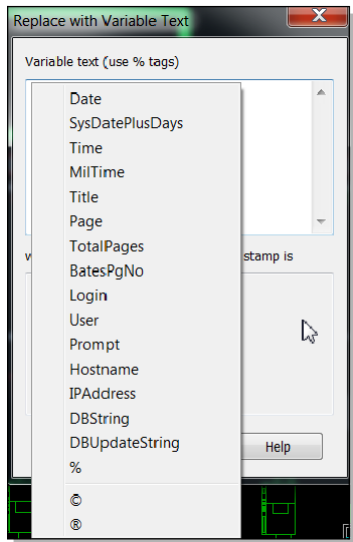 Replace with Variable Text
Variable text (use % tags)
Date
SysDatePlusDays
Time
MilTime
Title
Page
TotalPages
BatesPgNo
stamp is
Login
User
Prompt
Hostname
IPAddress
DBString
DBUpdateString
Help
%
©
®